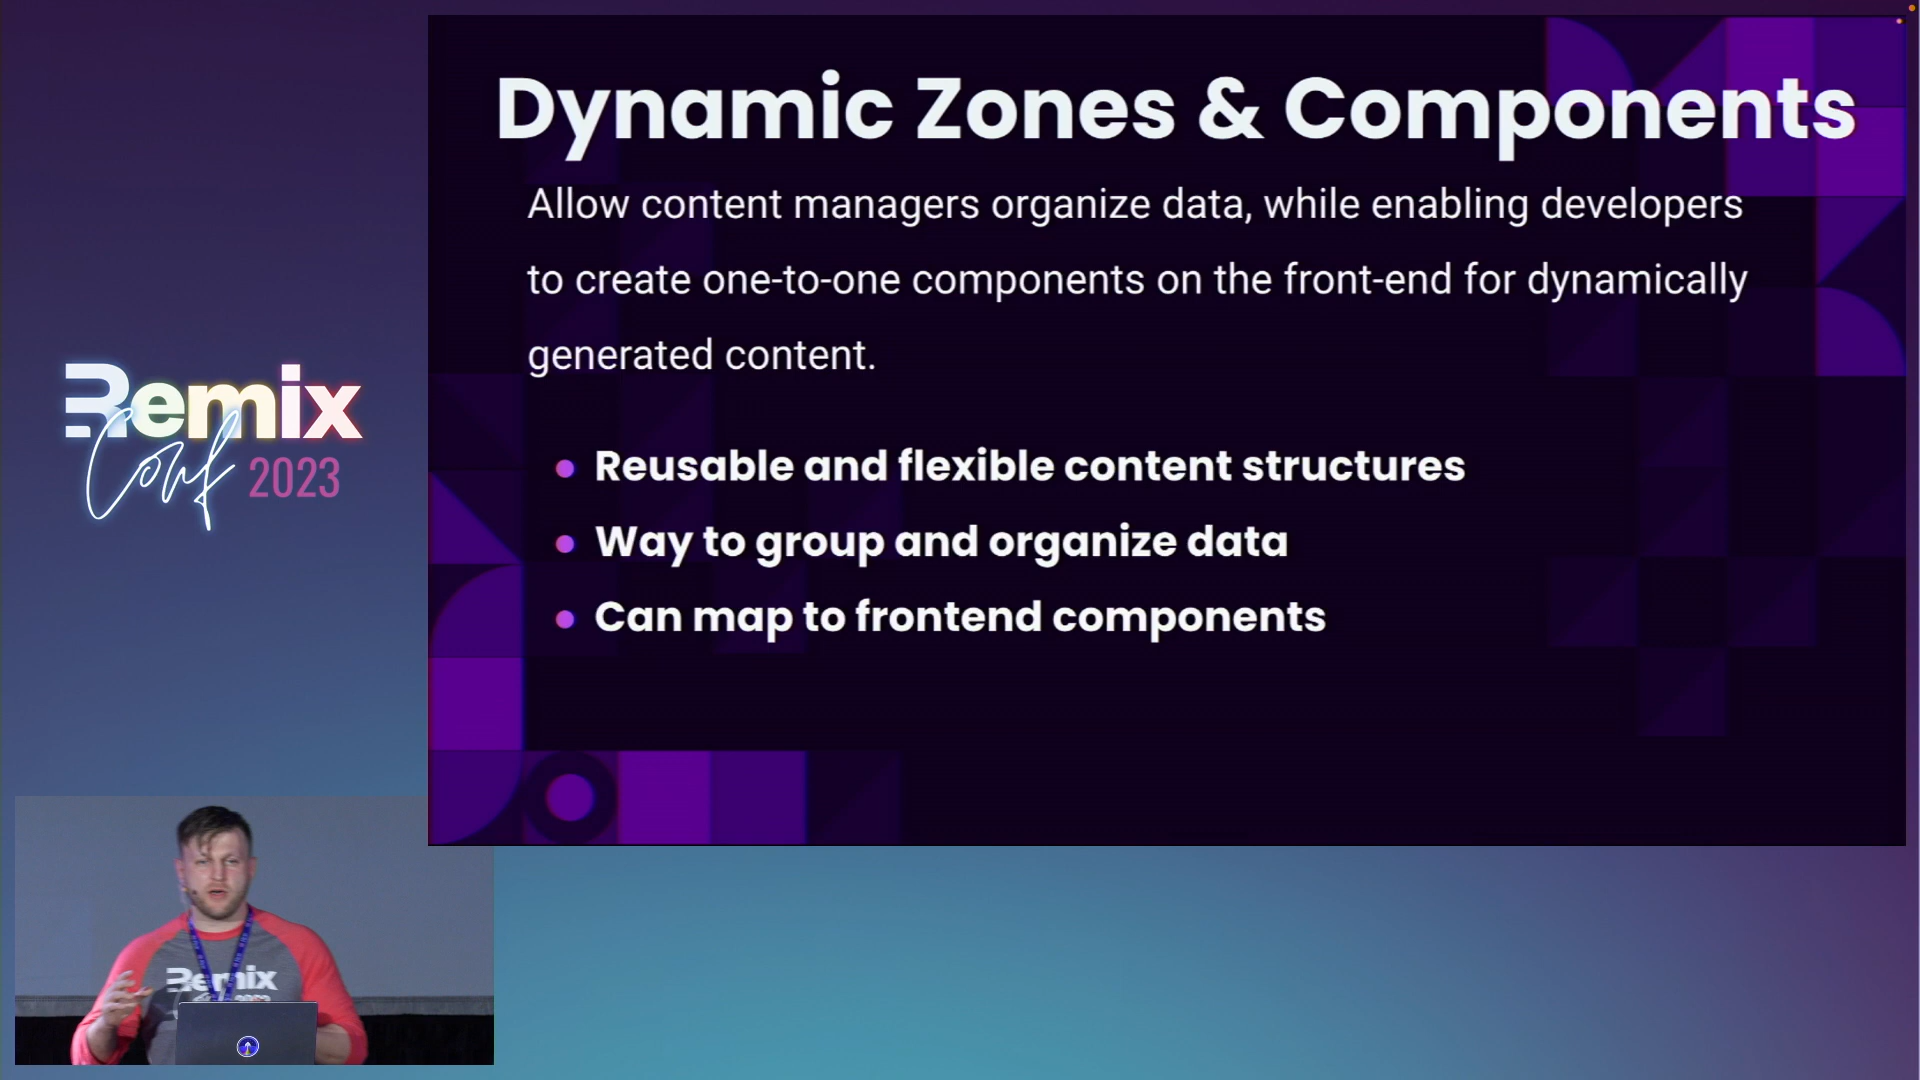 Dynamic Zones & Components
Allow content managers organize data, while enabling developers
to create one-to-one components on the front-end for dynamically
generated content.
Reusable and flexible content structures
Way to group and organize data
Can map to frontend components
Remix
Conf 2023
Remix